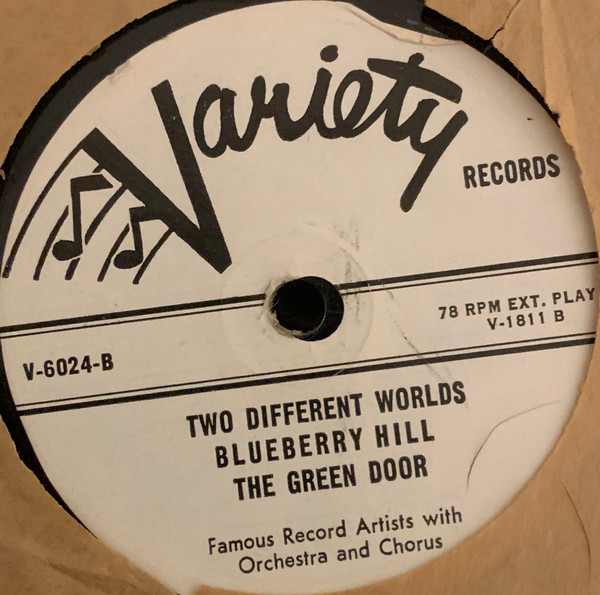 Variety
RECORDS
78 RPM EXT. PLAY
V-1811 B
V-6024-B
TWO DIFFERENT WORLDS
BLUEBERRY HILL
THE GREEN DOOR
Famous Record Artists with
Orchestra and Chorus